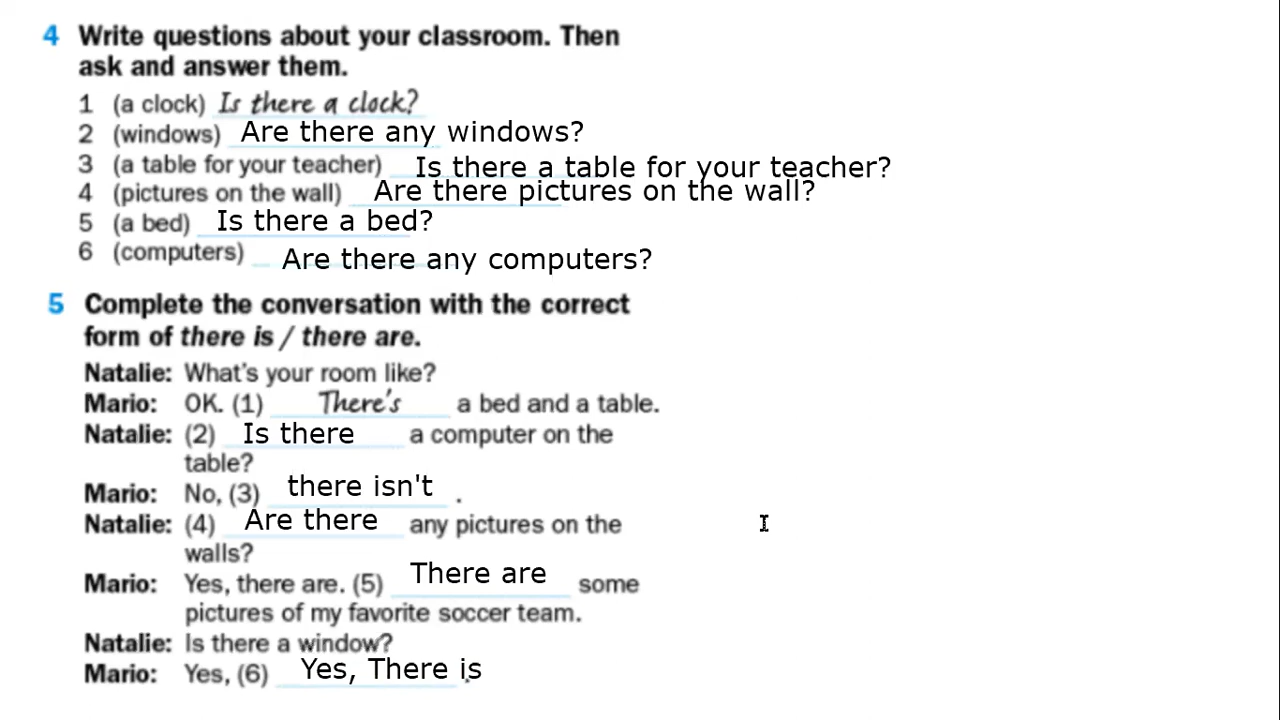 4 Write questions about your classroom. Then
ask and answer them.
1 (a clock) Is there a clock?
2 (windows) Are there any windows?
3 (a table for your teacher) Is there a table for your teacher?
4 (pictures on the wall) Are there pictures on the wall?
5 (a bed) Is there a bed?
6 (computers) Are there any computers?
5 Complete the conversation with the correct
form of there is / there are.
Natalie: What's your room like?
Mario: OK. (1) There's a bed and a table.
Natalie: (2) Is there a computer on the
table?
Mario: No, (3) there isn't .
Natalie: (4) Are there any pictures on the
walls?
Mario: Yes, there are. (5) There are some
pictures of my favorite soccer team.
Natalie: Is there a window?
Mario: Yes, (6) Yes, There is .